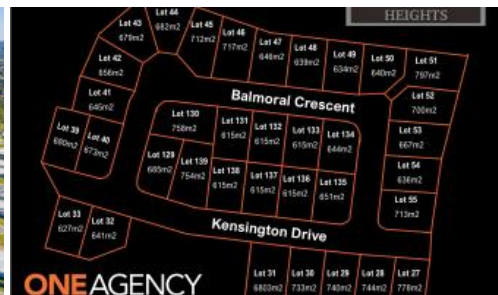 HEIGHTS
Lot 43
679m2
Lot 44
682m2
Lot 45
712m2
Lot 46
717m2
Lot 47
646m2
Lot 48
639m2
Lot 49
634m2
Lot 50
640m2
Lot 51
797m2
Lot 42
656m2
Lot 41
645m2
Balmoral Crescent
Lot 52
700m2
Lot 39
680m2
Lot 40
673m2
Lot 130
758m2
Lot 131
615m2
Lot 132
615m2
Lot 133
615m2
Lot 134
644m2
Lot 53
667m2
Lot 129
685m2
Lot 139
754m2
Lot 138
615m2
Lot 137
615m2
Lot 136
615m2
Lot 135
651m2
Lot 54
636m2
Lot 55
713m2
Lot 33
627m2
Lot 32
641m2
Kensington Drive
Lot 31
6803m2
Lot 30
733m2
Lot 29
740m2
Lot 28
744m2
Lot 27
778m2
ONE AGENCY